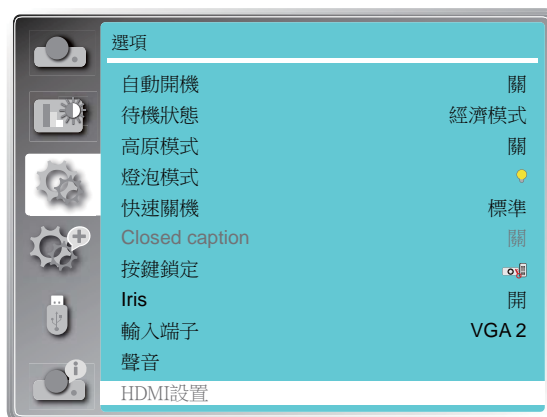 選項
自動開機 關
待機狀態 經濟模式
高原模式 關
燈泡模式
快速關機 標準
Closed caption 關
按鍵鎖定
Iris 開
輸入端子 VGA 2
聲音
HDMI設置